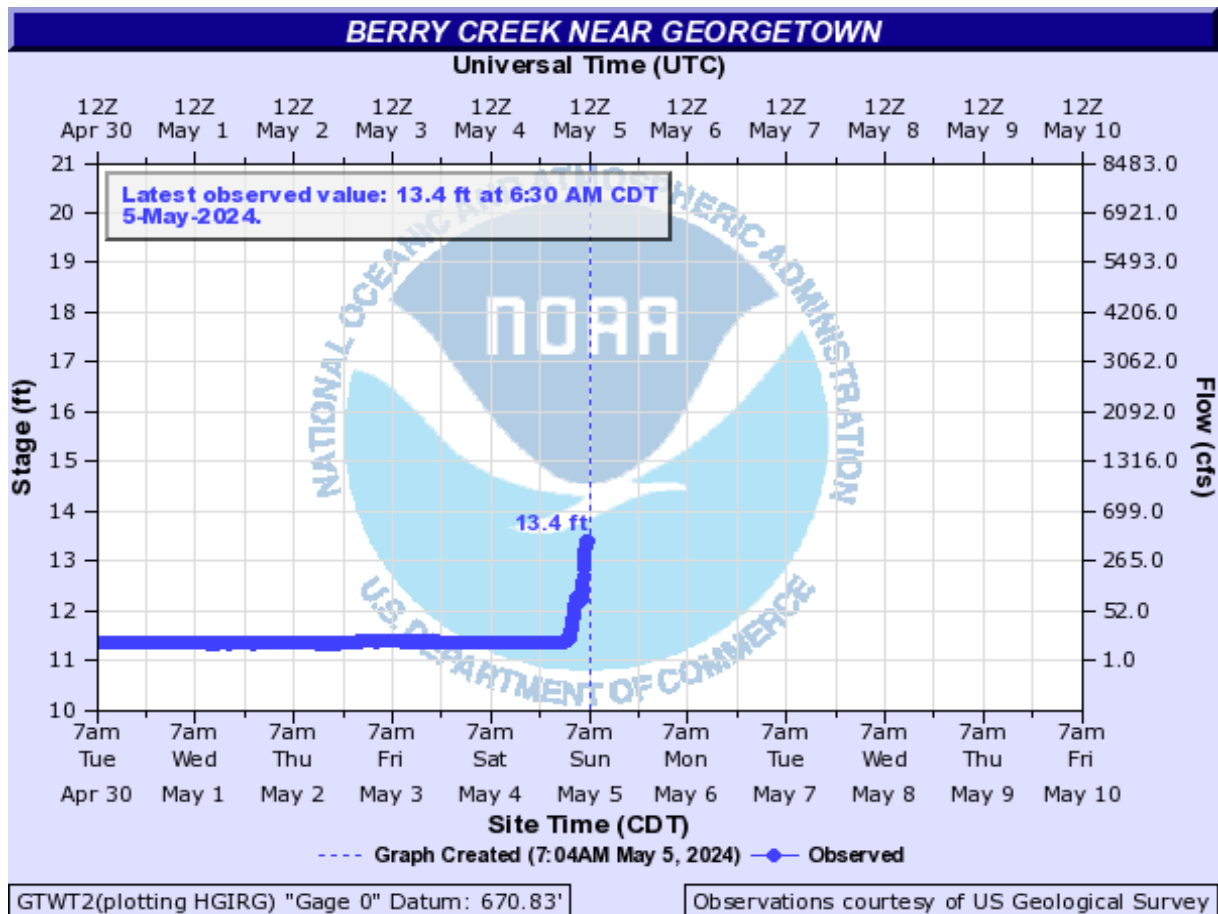 BERRY CREEK NEAR GEORGETOWN
Universal Time (UTC)
12Z 12Z 12Z 12Z 12Z 12Z 12Z 12Z 12Z 12Z 12Z
Apr 30 May 1 May 2 May 3 May 4 May 5 May 6 May 7 May 8 May 9 May 10
Latest observed value: 13.4 ft at 6:30 AM CDT
5-May-2024.
21 8483.0
20 6921.0
19 5493.0
18 4206.0
17 3062.0
16 2092.0
15 1316.0
14 699.0
13 265.0
12 52.0
11 1.0
10
Stage (ft)
Flow (cfs)
NATIONAL OCEANIC AND ATMOSPHERIC ADMINISTRATION
NOAA
U.S. DEPARTMENT OF COMMERCE
13.4 ft
7am 7am 7am 7am 7am 7am 7am 7am 7am 7am 7am
Tue Wed Thu Fri Sat Sun Mon Tue Wed Thu Fri
Apr 30 May 1 May 2 May 3 May 4 May 5 May 6 May 7 May 8 May 9 May 10
Site Time (CDT)
Graph Created (7:04AM May 5, 2024) Observed
GTWT2(plotting HGIRG) "Gage 0" Datum: 670.83'
Observations courtesy of US Geological Survey